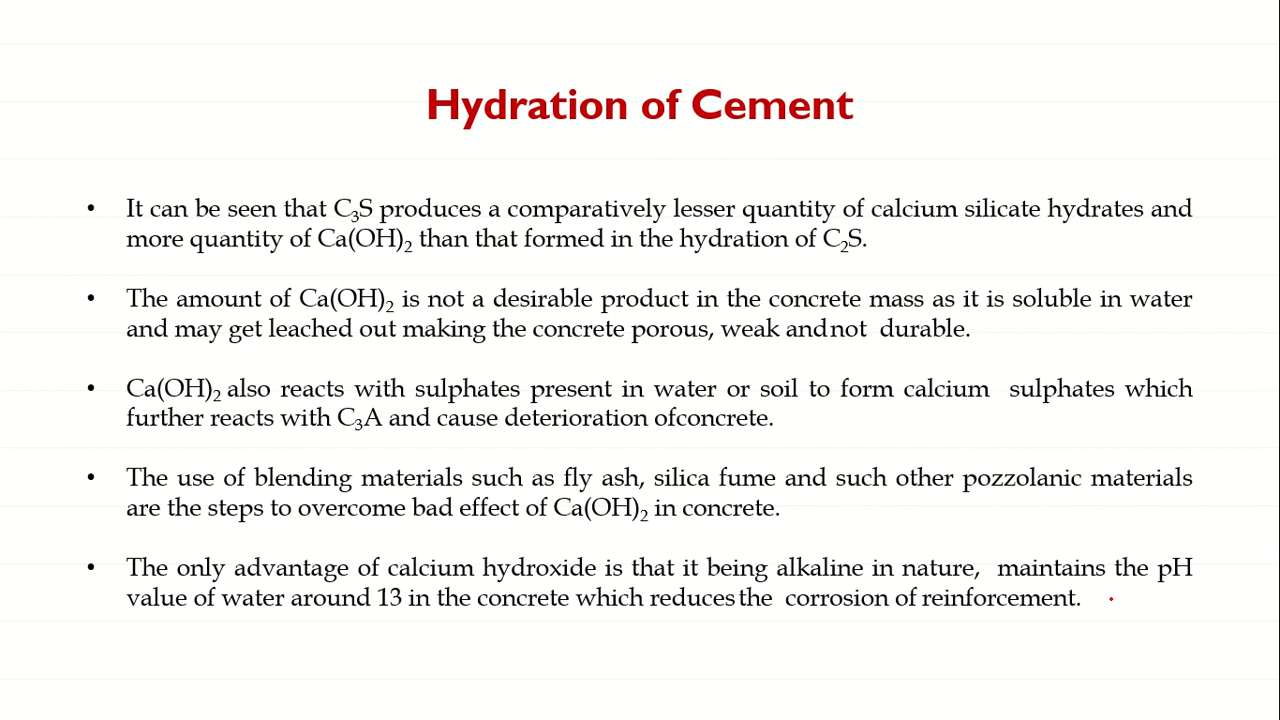 Hydration of Cement
• It can be seen that C₃S produces a comparatively lesser quantity of calcium silicate hydrates and
more quantity of Ca(OH)₂ than that formed in the hydration of C₂S.
• The amount of Ca(OH)₂ is not a desirable product in the concrete mass as it is soluble in water
and may get leached out making the concrete porous, weak andnot durable.
• Ca(OH)₂ also reacts with sulphates present in water or soil to form calcium sulphates which
further reacts with C₃A and cause deterioration ofconcrete.
• The use of blending materials such as fly ash, silica fume and such other pozzolanic materials
are the steps to overcome bad effect of Ca(OH)₂ in concrete.
• The only advantage of calcium hydroxide is that it being alkaline in nature, maintains the pH
value of water around 13 in the concrete which reduces the corrosion of reinforcement.